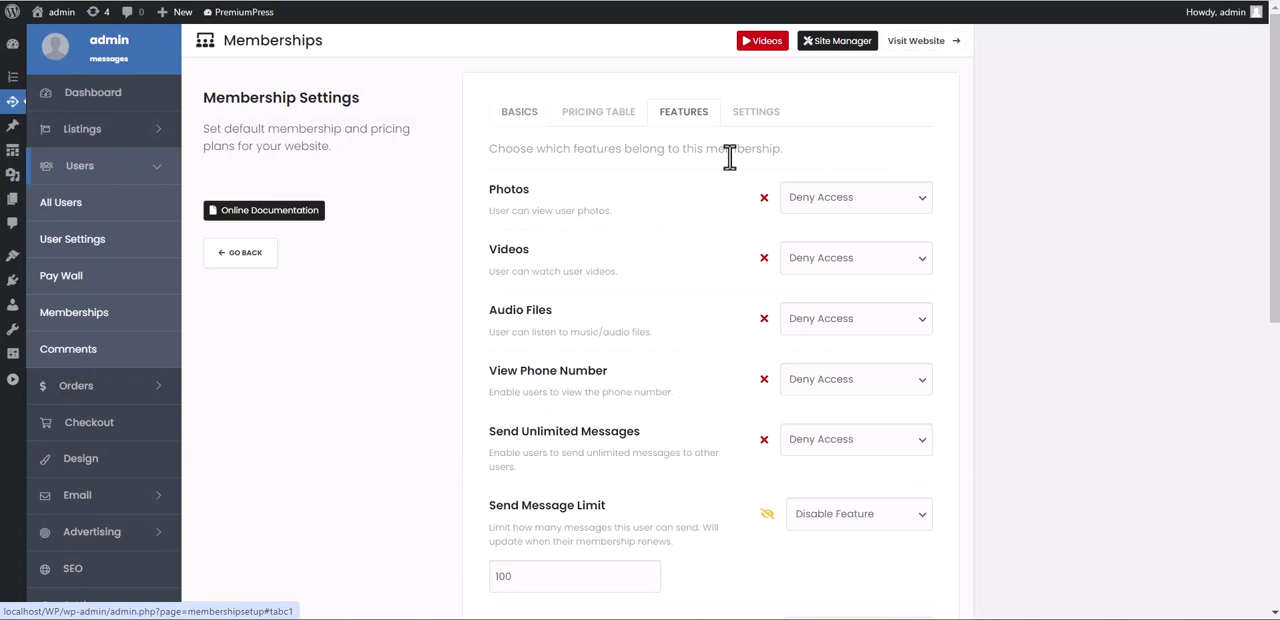 admin
4
0
New
PremiumPress
Howdy, admin
admin
messages
Memberships
Videos
Site Manager
Visit Website
Dashboard
Listings
Users
All Users
User Settings
Pay Wall
Memberships
Comments
Orders
Checkout
Design
Email
Advertising
SEO
Membership Settings
Set default membership and pricing
plans for your website.
Online Documentation
GO BACK
BASICS
PRICING TABLE
FEATURES
SETTINGS
Choose which features belong to this membership.
Photos
User can view user photos.
Deny Access
Videos
User can watch user videos.
Deny Access
Audio Files
User can listen to music/audio files.
Deny Access
View Phone Number
Enable users to view the phone number.
Deny Access
Send Unlimited Messages
Enable users to send unlimited messages to other
users.
Deny Access
Send Message Limit
Limit how many messages this user can send. Will
update when their membership renews.
Disable Feature
100
localhost/WP/wp-admin/admin.php?page=membershipsetup#tabc1